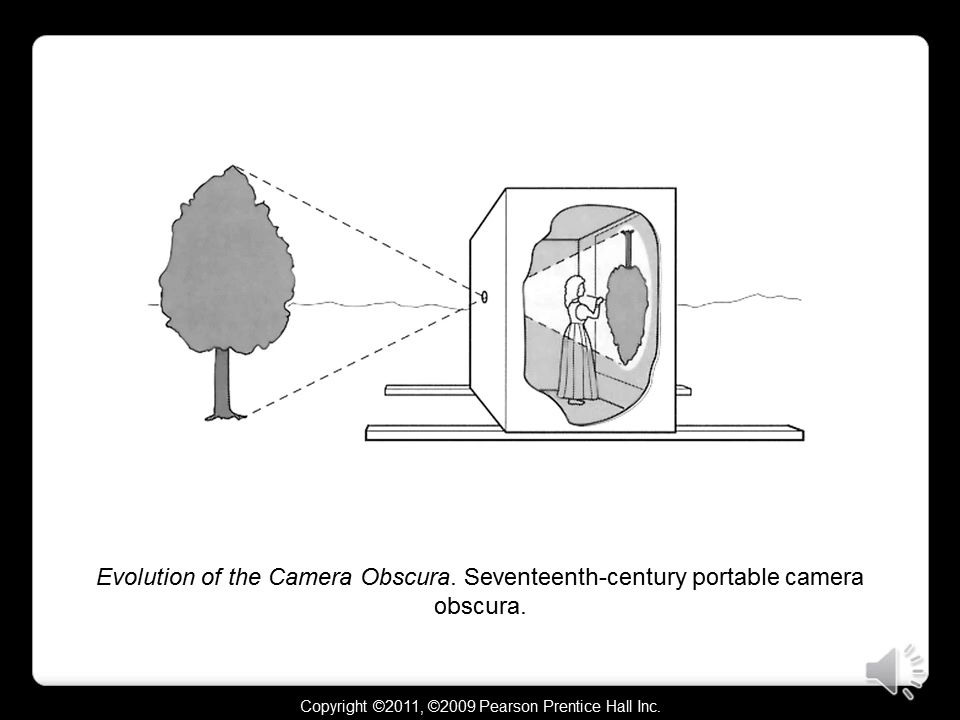 Evolution of the Camera Obscura. Seventeenth-century portable camera
obscura.
Copyright ©2011, ©2009 Pearson Prentice Hall Inc.